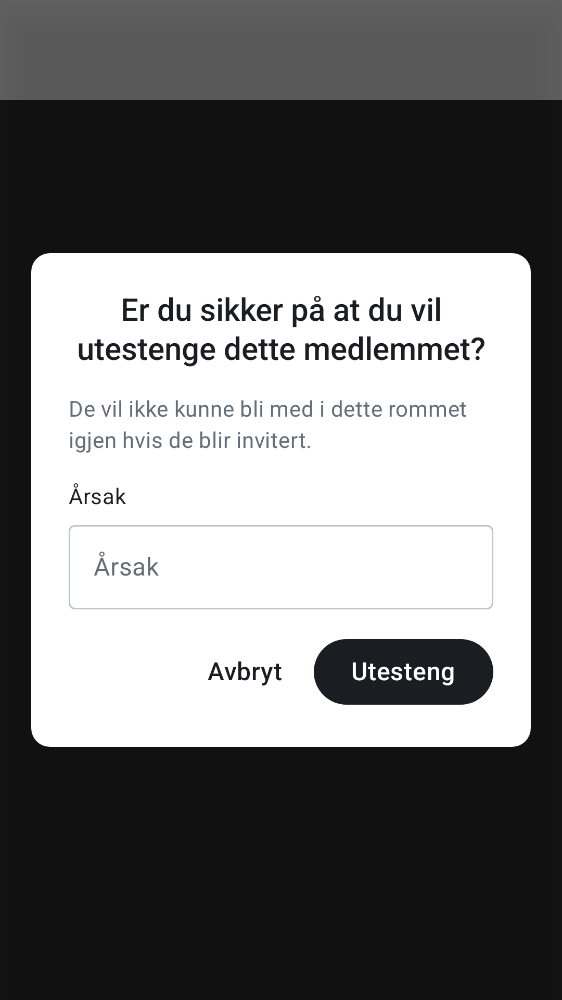 Er du sikker på at du vil
utestenge dette medlemmet?
De vil ikke kunne bli med i dette rommet
igjen hvis de blir invitert.
Årsak
Årsak
Avbryt
Utesteng